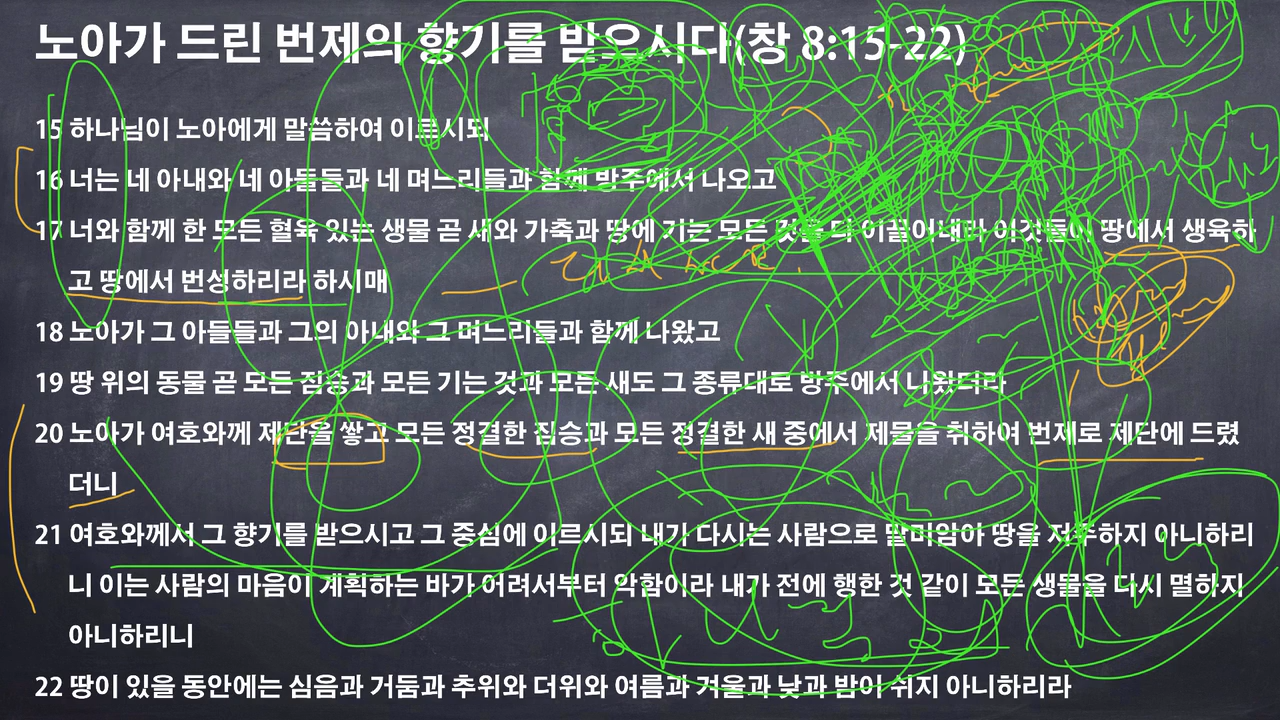 노아가 드린 번제의 향기를 받으시다(창 8:15-22)
15 하나님이 노아에게 말씀하여 이르시되
16 너는 네 아내와 네 아들들과 네 며느리들과 함께 방주에서 나오고
17 너와 함께 한 모든 혈육 있는 생물 곧 새와 가축과 땅에 기는 모든 것을 다 이끌어내라 이것들이 땅에서 생육하
고 땅에서 번성하리라 하시매
18 노아가 그 아들들과 그의 아내와 그 며느리들과 함께 나왔고
19 땅 위의 동물 곧 모든 짐승과 모든 기는 것과 모든 새도 그 종류대로 방주에서 나왔더라
20 노아가 여호와께 제단을 쌓고 모든 정결한 짐승과 모든 정결한 새 중에서 제물을 취하여 번제로 제단에 드렸
더니
21 여호와께서 그 향기를 받으시고 그 중심에 이르시되 내가 다시는 사람으로 말미암아 땅을 저주하지 아니하리
니 이는 사람의 마음이 계획하는 바가 어려서부터 악함이라 내가 전에 행한 것 같이 모든 생물을 다시 멸하지
아니하리니
22 땅이 있을 동안에는 심음과 거둠과 추위와 더위와 여름과 겨울과 낮과 밤이 쉬지 아니하리라